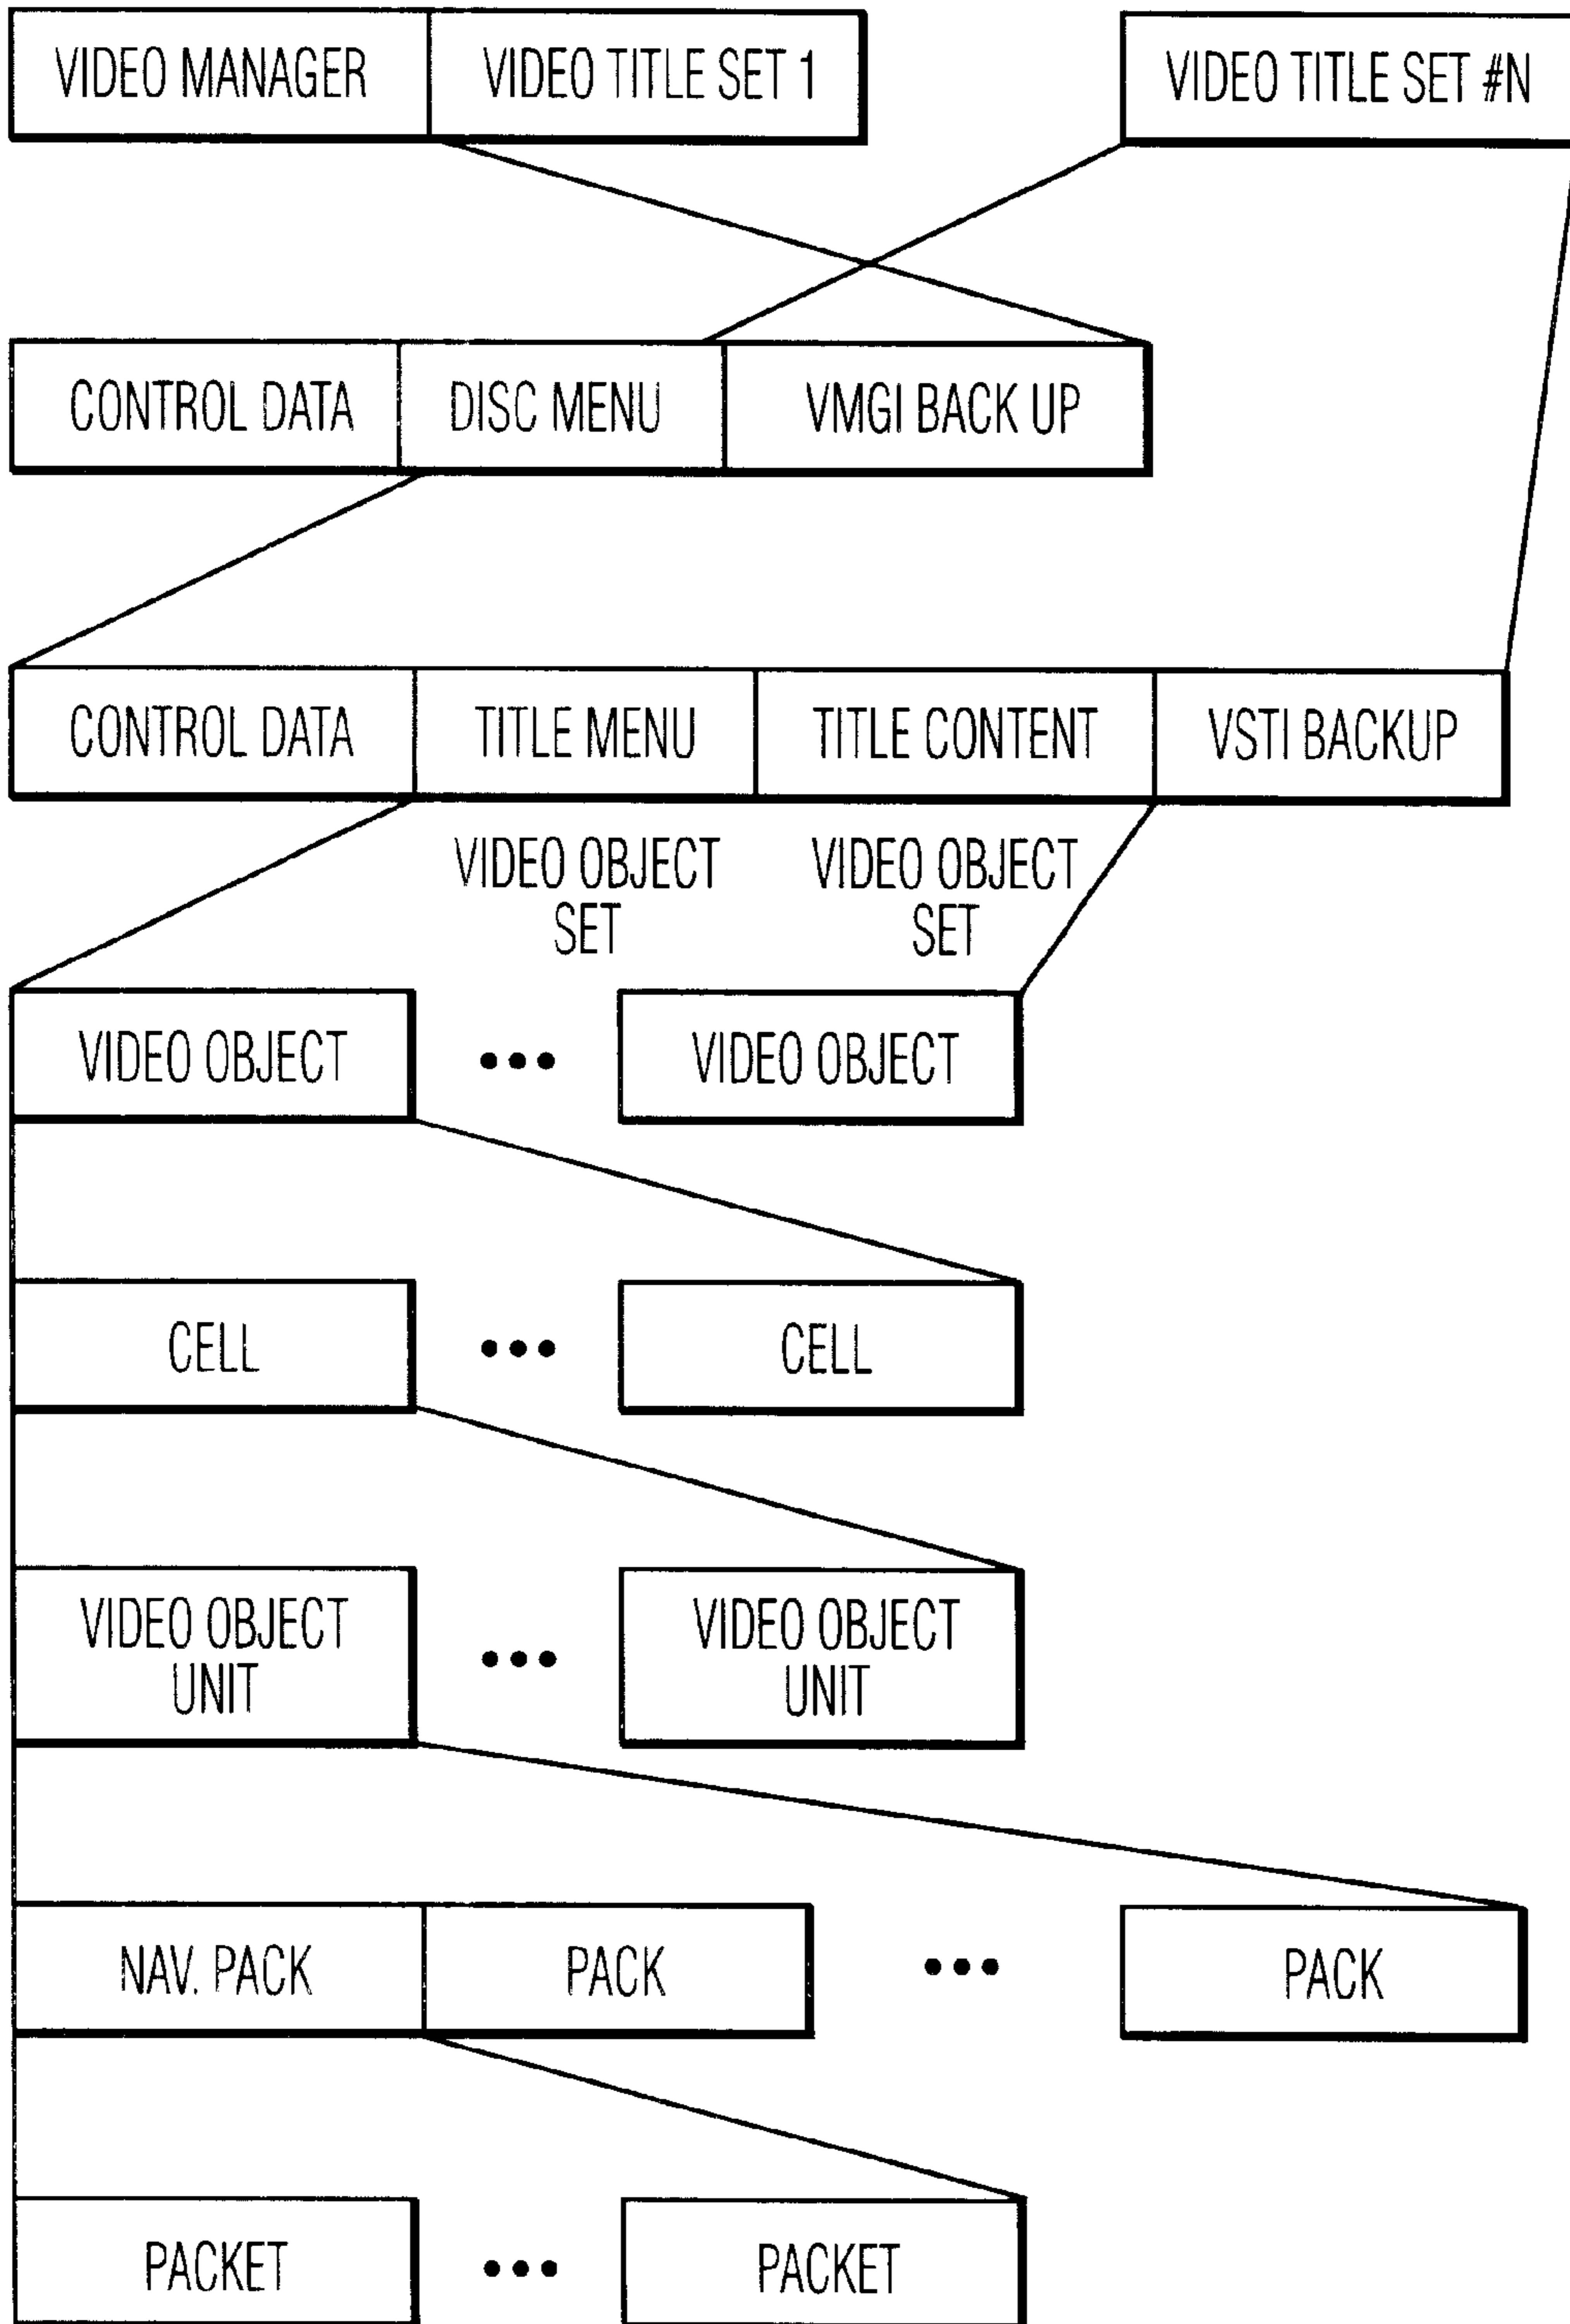 VIDEO MANAGER VIDEO TITLE SET 1 VIDEO TITLE SET #N
CONTROL DATA DISC MENU VMGI BACK UP
CONTROL DATA TITLE MENU TITLE CONTENT VSTI BACKUP
VIDEO OBJECT SET VIDEO OBJECT SET
VIDEO OBJECT ••• VIDEO OBJECT
CELL ••• CELL
VIDEO OBJECT UNIT ••• VIDEO OBJECT UNIT
NAV. PACK PACK ••• PACK
PACKET ••• PACKET